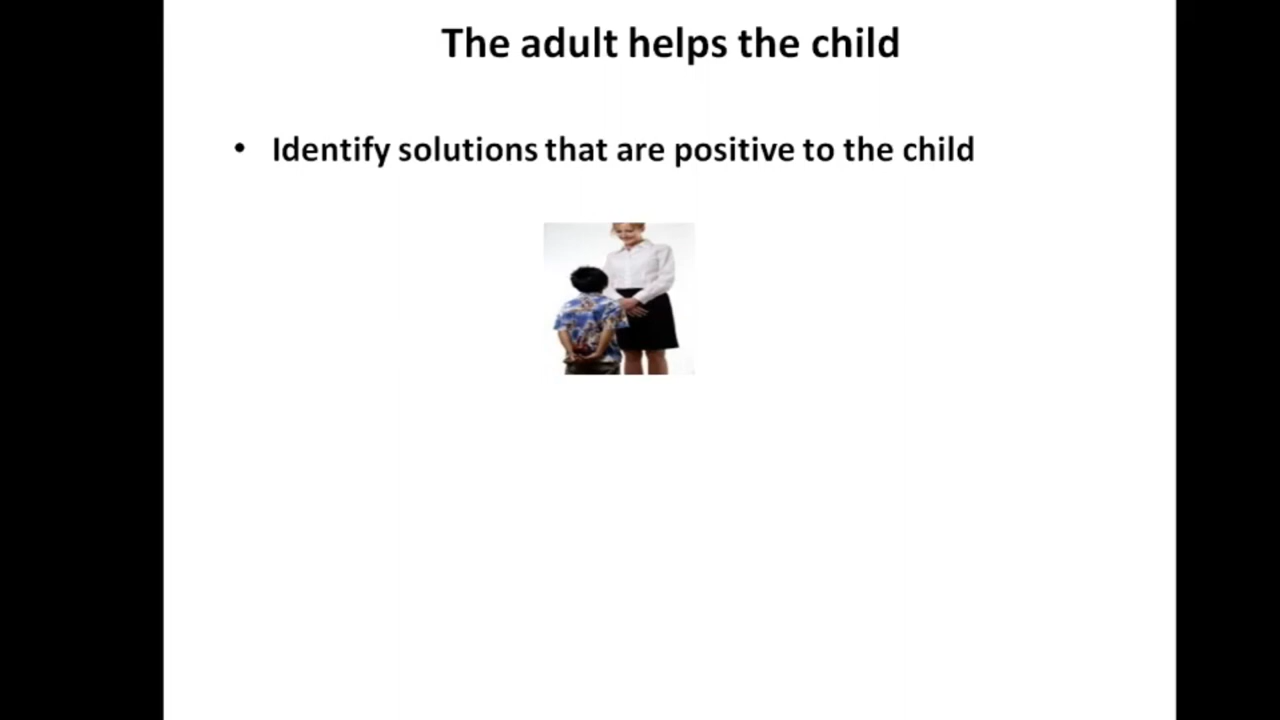 The adult helps the child
• Identify solutions that are positive to the child